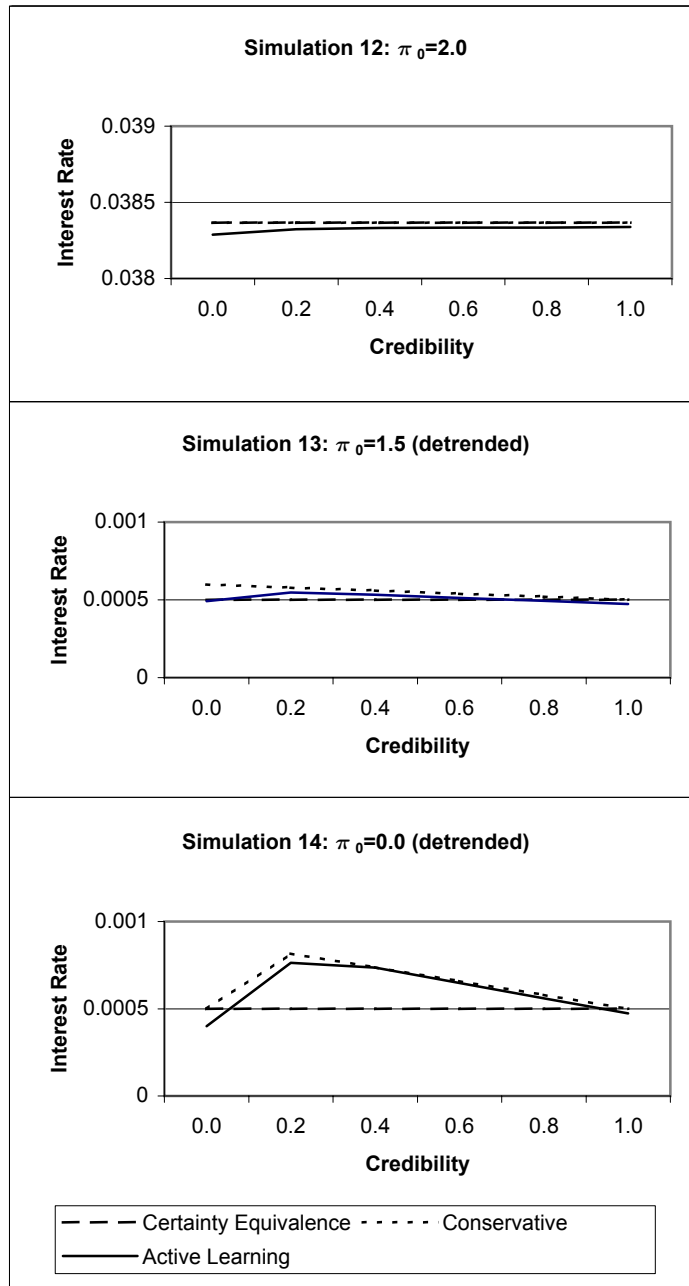 Simulation 12: π 0=2.0
0.039
0.0385
0.038
Interest Rate
0.0 0.2 0.4 0.6 0.8 1.0
Credibility
Simulation 13: π 0=1.5 (detrended)
0.001
0.0005
0
Interest Rate
0.0 0.2 0.4 0.6 0.8 1.0
Credibility
Simulation 14: π 0=0.0 (detrended)
0.001
0.0005
0
Interest Rate
0.0 0.2 0.4 0.6 0.8 1.0
Credibility
Certainty Equivalence Conservative
Active Learning